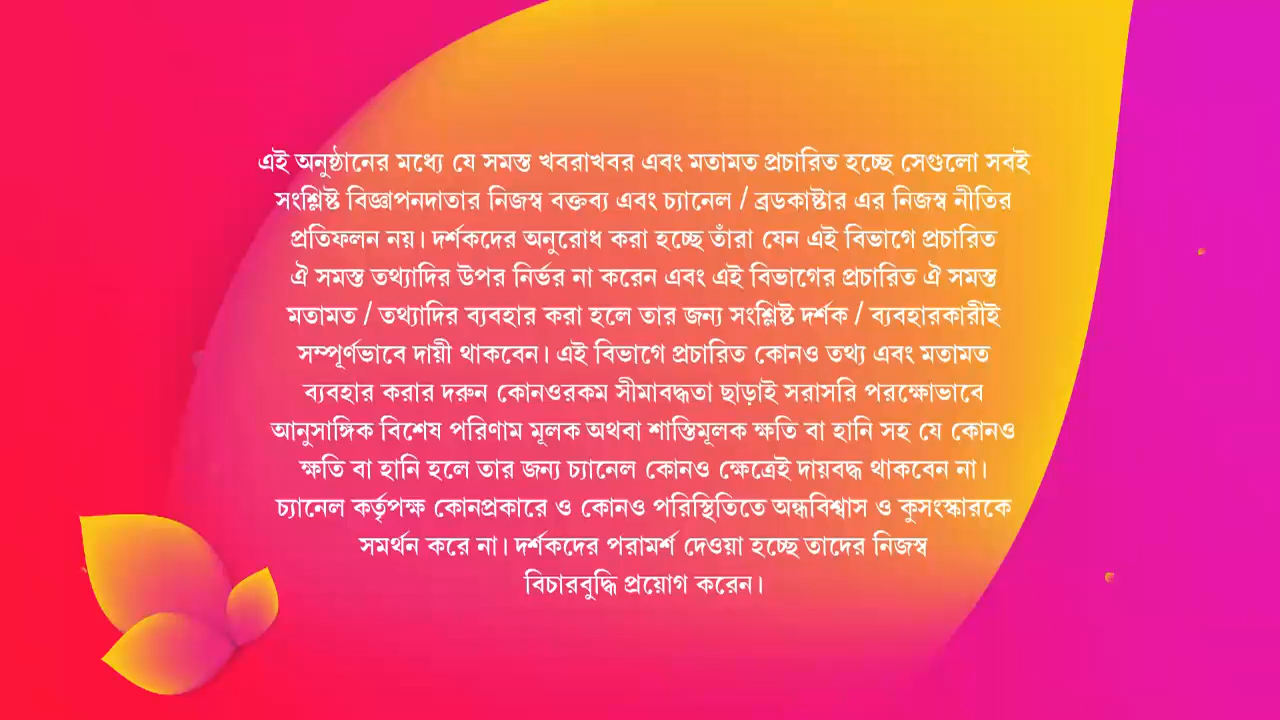 এই অনুষ্ঠানের মধ্যে যে সমস্ত খবরাখবর এবং মতামত প্রচারিত হচ্ছে সেগুলো সবই
সংশ্লিষ্ট বিজ্ঞাপনদাতার নিজস্ব বক্তব্য এবং চ্যানেল / ব্রডকাষ্টার এর নিজস্ব নীতির
প্রতিফলন নয়। দর্শকদের অনুরোধ করা হচ্ছে তাঁরা যেন এই বিভাগে প্রচারিত
ঐ সমস্ত তথ্যাদির উপর নির্ভর না করেন এবং এই বিভাগের প্রচারিত ঐ সমস্ত
মতামত / তথ্যাদির ব্যবহার করা হলে তার জন্য সংশ্লিষ্ট দর্শক / ব্যবহারকারীই
সম্পূর্ণভাবে দায়ী থাকবেন। এই বিভাগে প্রচারিত কোনও তথ্য এবং মতামত
ব্যবহার করার দরুন কোনওরকম সীমাবদ্ধতা ছাড়াই সরাসরি পরক্ষোভাবে
আনুসাঙ্গিক বিশেষ পরিণাম মূলক অথবা শাস্তিমূলক ক্ষতি বা হানি সহ যে কোনও
ক্ষতি বা হানি হলে তার জন্য চ্যানেল কোনও ক্ষেত্রেই দায়বদ্ধ থাকবেন না।
চ্যানেল কর্তৃপক্ষ কোনপ্রকারে ও কোনও পরিস্থিতিতে অন্ধবিশ্বাস ও কুসংস্কারকে
সমর্থন করে না। দর্শকদের পরামর্শ দেওয়া হচ্ছে তাদের নিজস্ব
বিচারবুদ্ধি প্রয়োগ করেন।